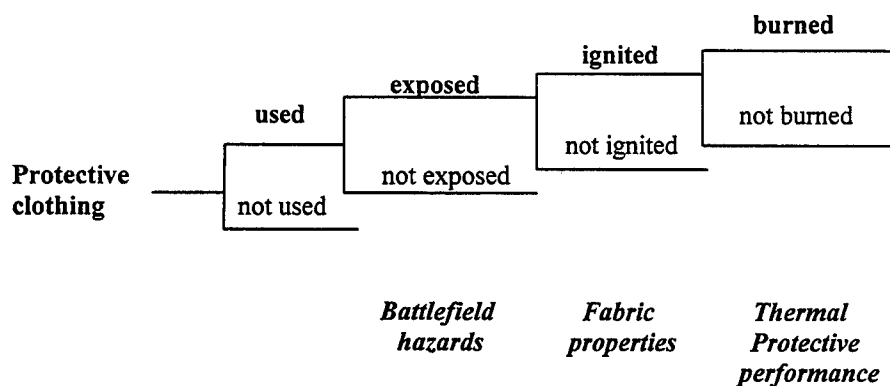 burned
ignited
exposed
used
not burned
not ignited
Protective
clothing
not exposed
not used
Battlefield
hazards
Fabric
properties
Thermal
Protective
performance